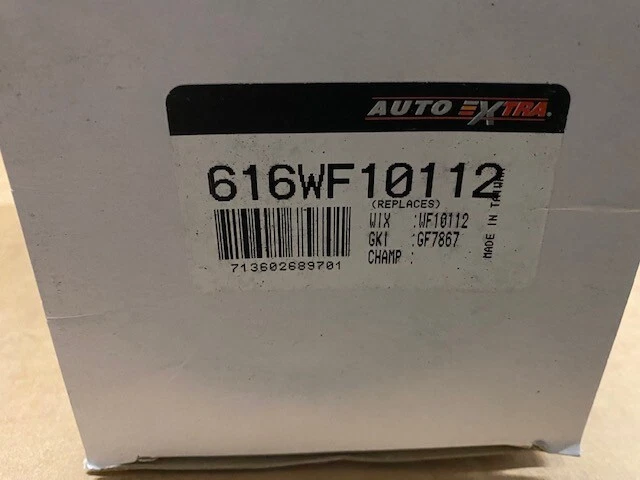 AUTO EXTRA®
616WF10112
(REPLACES)
WIX :WF10112
GKI :GF7867
CHAMP :
713602689701
MADE IN TAIWAN